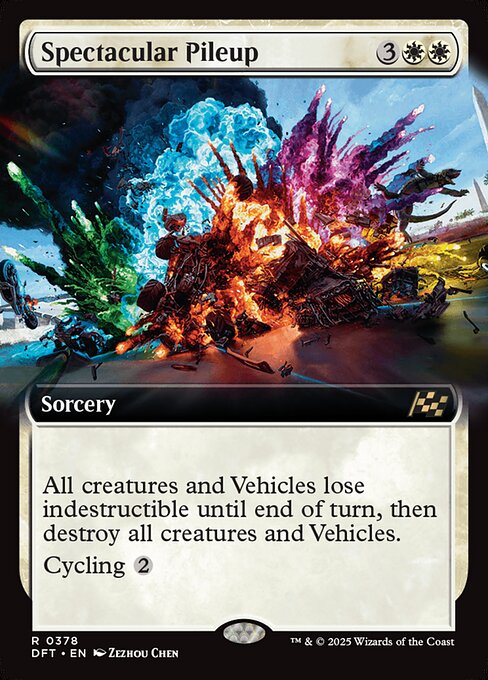 Spectacular Pileup 3
Sorcery
All creatures and Vehicles lose
indestructible until end of turn, then
destroy all creatures and Vehicles.
Cycling 2
R 0378
DFT • EN Zezhou Chen
™ & © 2025 Wizards of the Coast